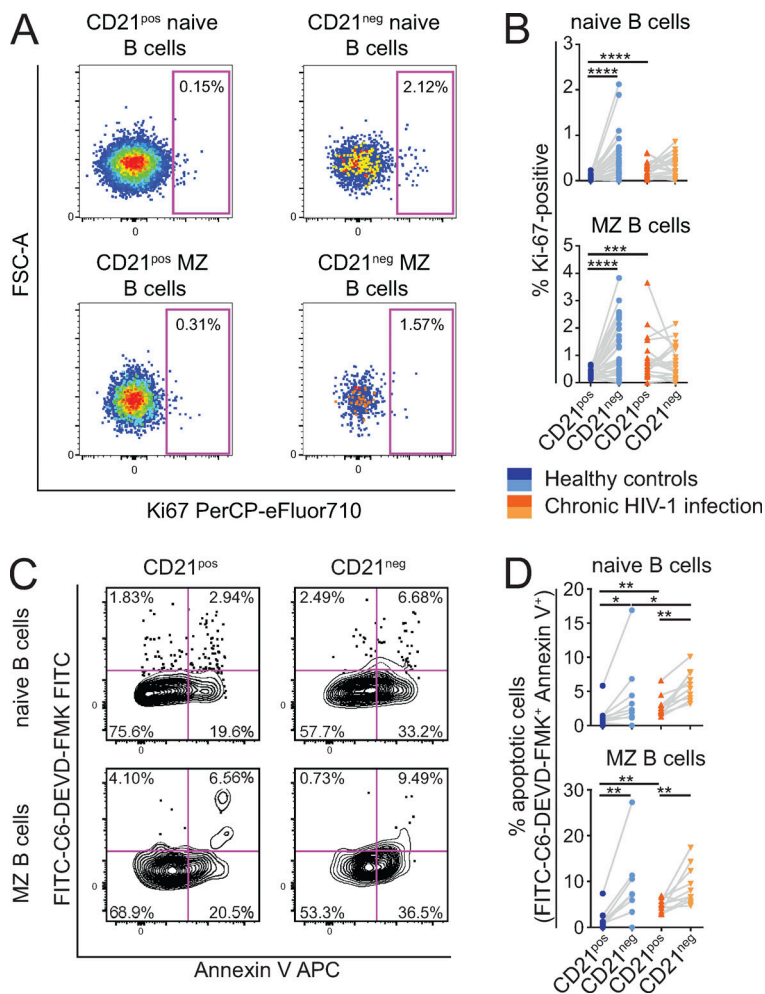 A
CD21pos naive
B cells
CD21neg naive
B cells
0.15%
2.12%
0
0
0
0
CD21pos MZ
B cells
CD21neg MZ
B cells
0.31%
1.57%
0
0
0
0
FSC-A
Ki67 PerCP-eFluor710
B
naive B cells
3
2
1
0
****
****
MZ B cells
5
4
3
2
1
0
***
****
% Ki-67-positive
CD21pos
CD21neg
CD21pos
CD21neg
Healthy controls
Chronic HIV-1 infection
C
CD21pos
CD21neg
naive B cells
1.83%
2.94%
75.6%
19.6%
0
0
2.49%
6.68%
57.7%
33.2%
0
0
MZ B cells
4.10%
6.56%
68.9%
20.5%
0
0
0.73%
9.49%
53.3%
36.5%
0
0
FITC-C6-DEVD-FMK FITC
Annexin V APC
D
naive B cells
20
15
10
5
0
**
*
*
**
MZ B cells
30
20
10
0
**
**
**
% apoptotic cells
(FITC-C6-DEVD-FMK+ Annexin V+)
CD21pos
CD21neg
CD21pos
CD21neg